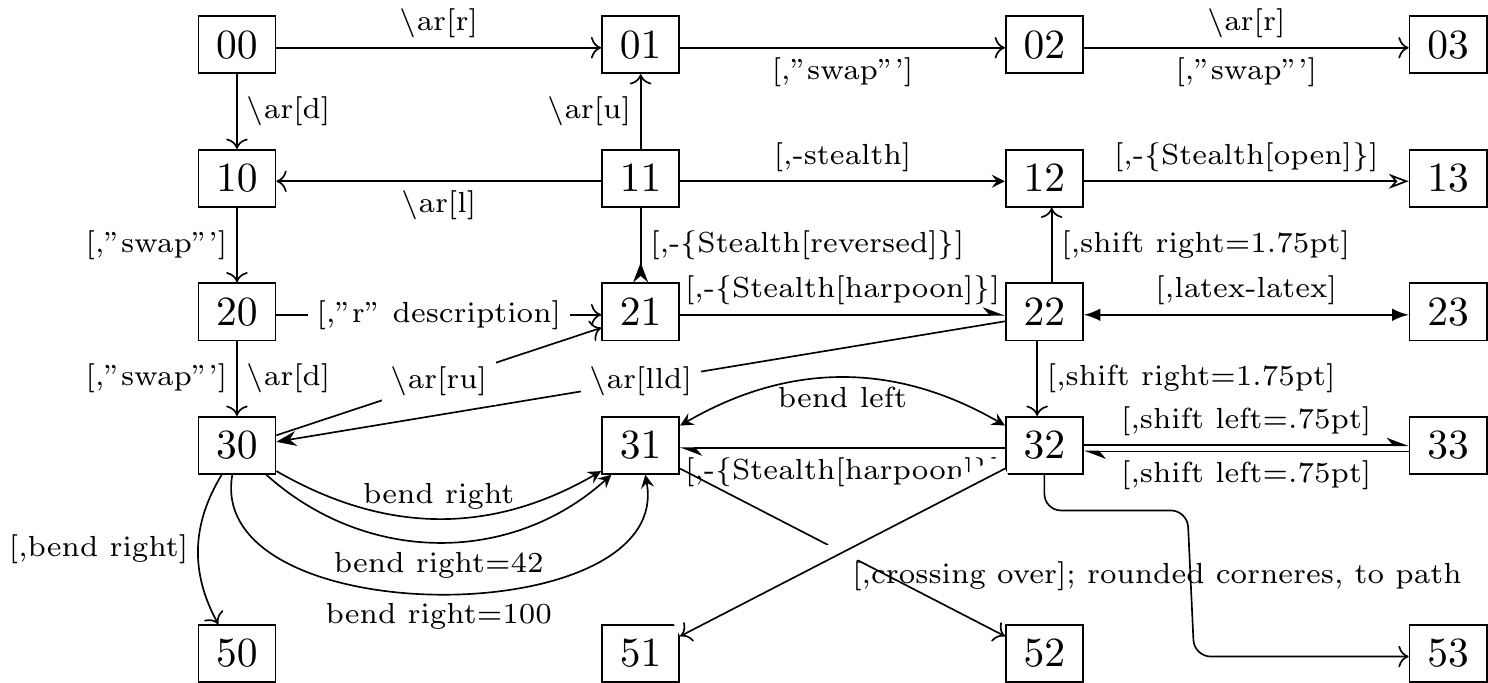 00 \ar[r] 01 02 \ar[r] 03
[,"swap"'] [,"swap"']
\ar[d] \ar[u]
[,-stealth] [,-{Stealth[open]}]
10 11 12 13
\ar[l]
[,"swap"'] [,-{Stealth[reversed]}] [,shift right=1.75pt]
[,-{Stealth[harpoon]}] [,latex-latex]
20 [,"r" description] 21 22 23
[,"swap"'] \ar[d] \ar[ru] \ar[lld] [,shift right=1.75pt]
bend left [,shift left=.75pt]
30 31 32 33
[,-{Stealth[harpoon [,shift left=.75pt]
bend right
[,bend right] bend right=42
[,crossing over]; rounded corneres, to path
bend right=100
50 51 52 53